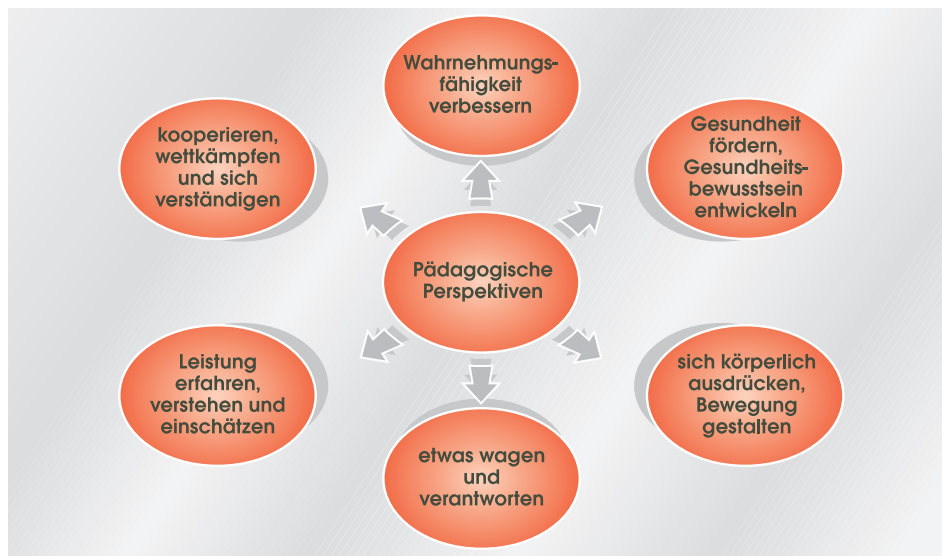 Wahrnehmungs-
fähigkeit
verbessern
kooperieren,
wettkämpfen
und sich
verständigen
Gesundheit
fördern,
Gesundheits-
bewusstsein
entwickeln
Pädagogische
Perspektiven
Leistung
erfahren,
verstehen und
einschätzen
sich körperlich
ausdrücken,
Bewegung
gestalten
etwas wagen
und
verantworten